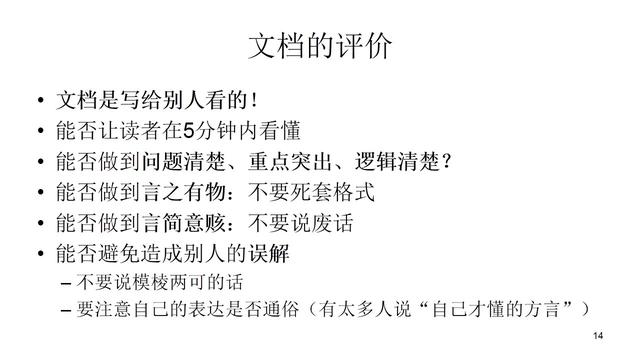 文档的评价
• 文档是写给别人看的！
• 能否让读者在5分钟内看懂
• 能否做到问题清楚、重点突出、逻辑清楚？
• 能否做到言之有物：不要死套格式
• 能否做到言简意赅：不要说废话
• 能否避免造成别人的误解
– 不要说模棱两可的话
– 要注意自己的表达是否通俗（有太多人说“自己才懂的方言”）
14